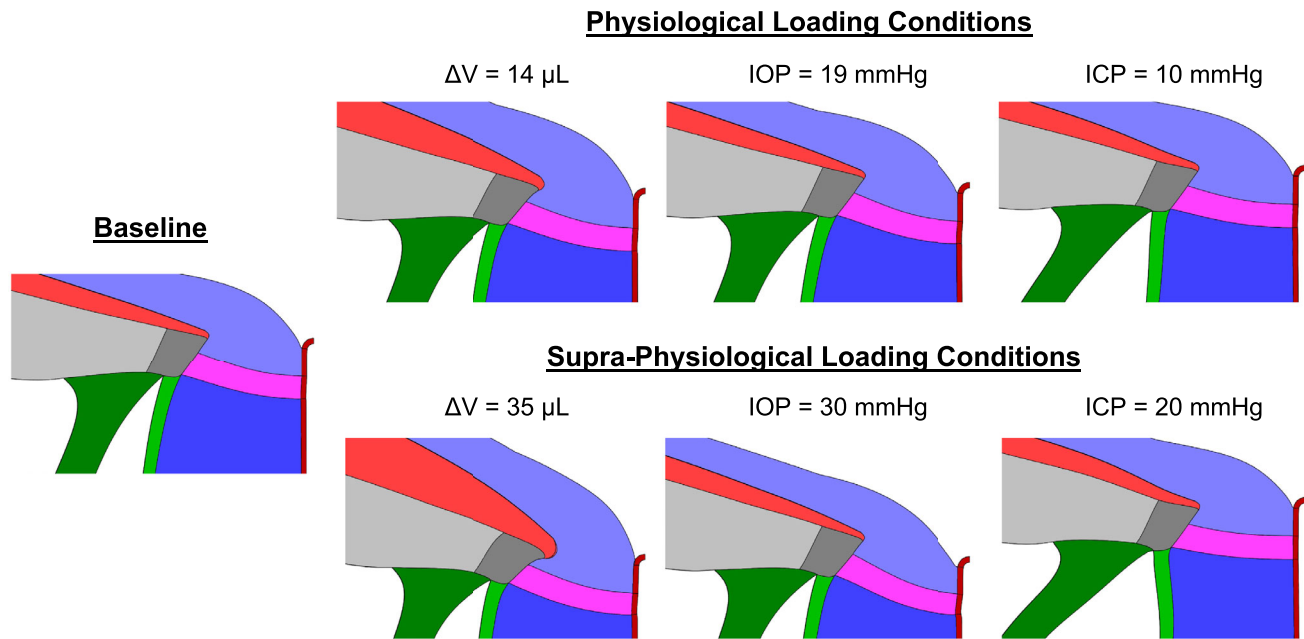 Physiological Loading Conditions
ΔV = 14 µL
IOP = 19 mmHg
ICP = 10 mmHg
Baseline
Supra-Physiological Loading Conditions
ΔV = 35 µL
IOP = 30 mmHg
ICP = 20 mmHg